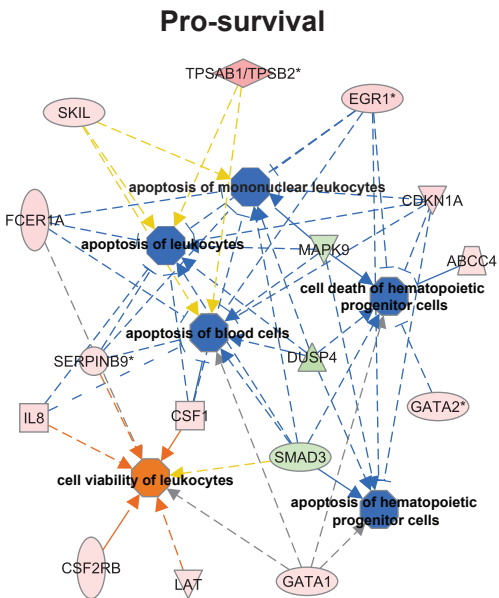 Pro-survival
TPSAB1/TPSB2*
SKIL
EGR1*
apoptosis of mononuclear leukocytes
CDKN1A
FCER1A
apoptosis of leukocytes
MAPK9
ABCC4
cell death of hematopoietic
progenitor cells
apoptosis of blood cells
DUSP4
SERPINB9*
IL8
CSF1
GATA2*
SMAD3
cell viability of leukocytes
apoptosis of hematopoietic
progenitor cells
CSF2RB
LAT
GATA1